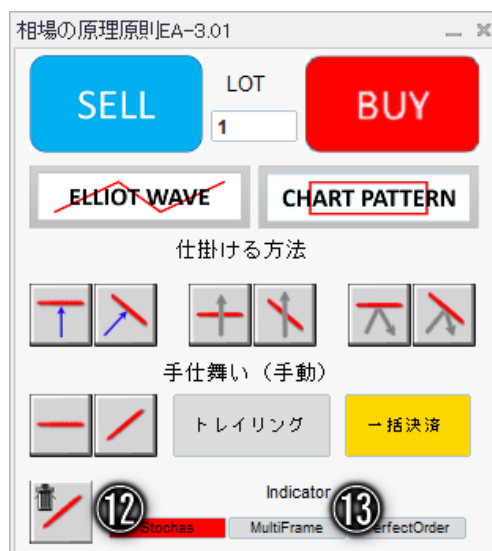 相場の原理原則EA-3.01
SELL
LOT
1
BUY
ELLIOT WAVE
CHART PATTERN
仕掛ける方法
手仕舞い（手動）
トレイリング
一括決済
⑫
Indicator
⑬
Stochas
MultiFrame
PerfectOrder